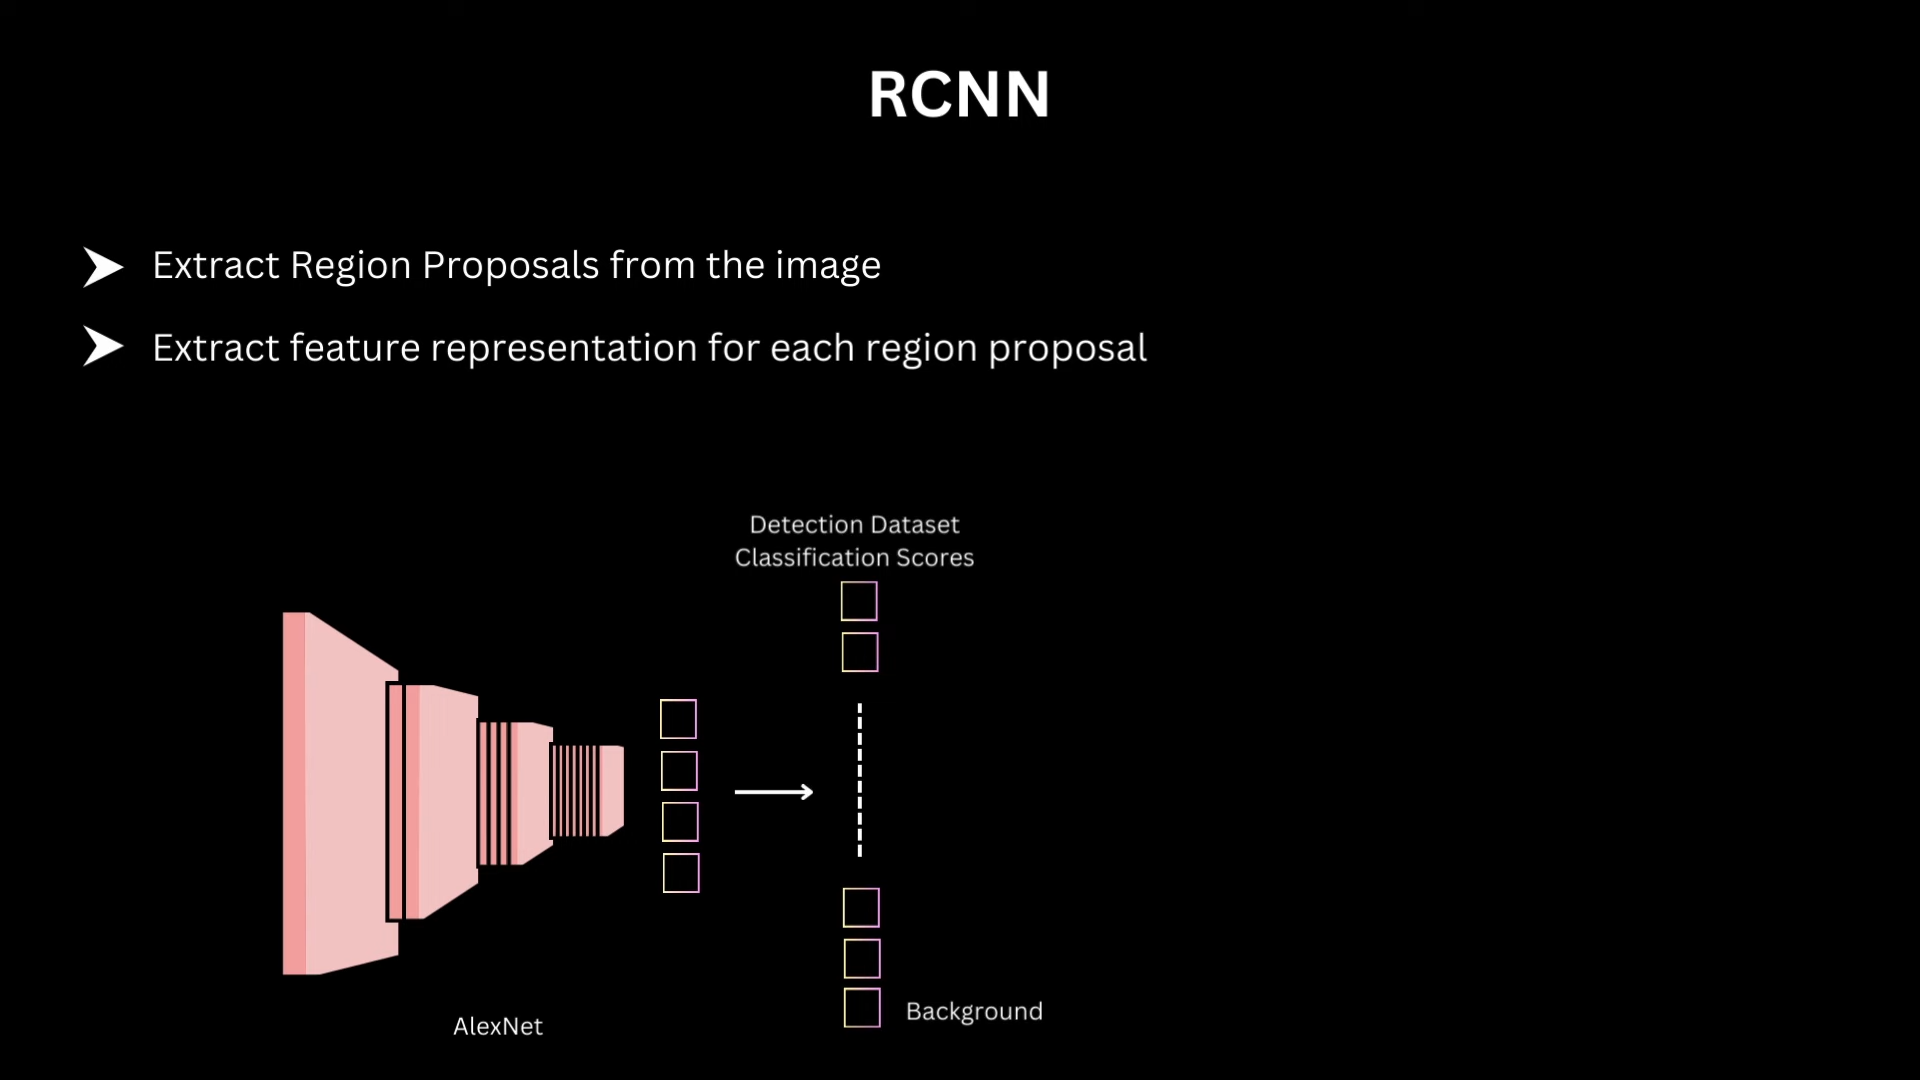 RCNN
Extract Region Proposals from the image
Extract feature representation for each region proposal
Detection Dataset
Classification Scores
Background
AlexNet